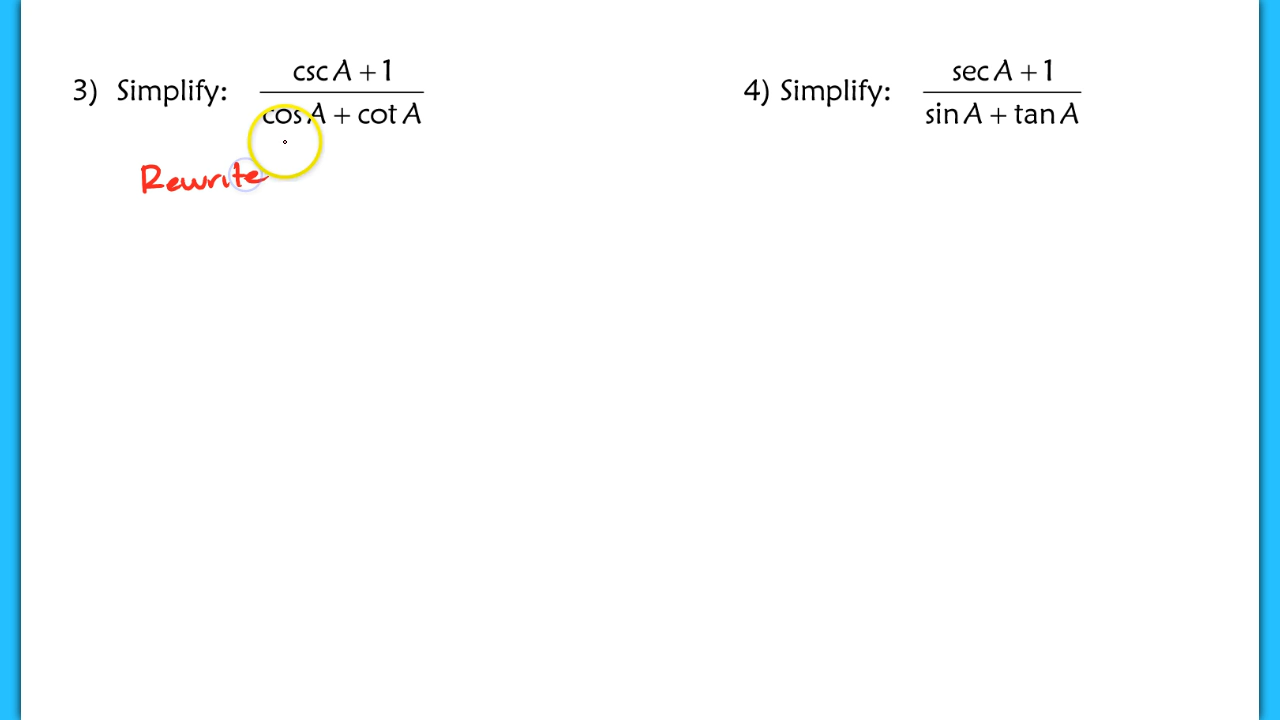 3) Simplify: csc A + 1 / cos A + cot A
4) Simplify: sec A + 1 / sin A + tan A
Rewrite